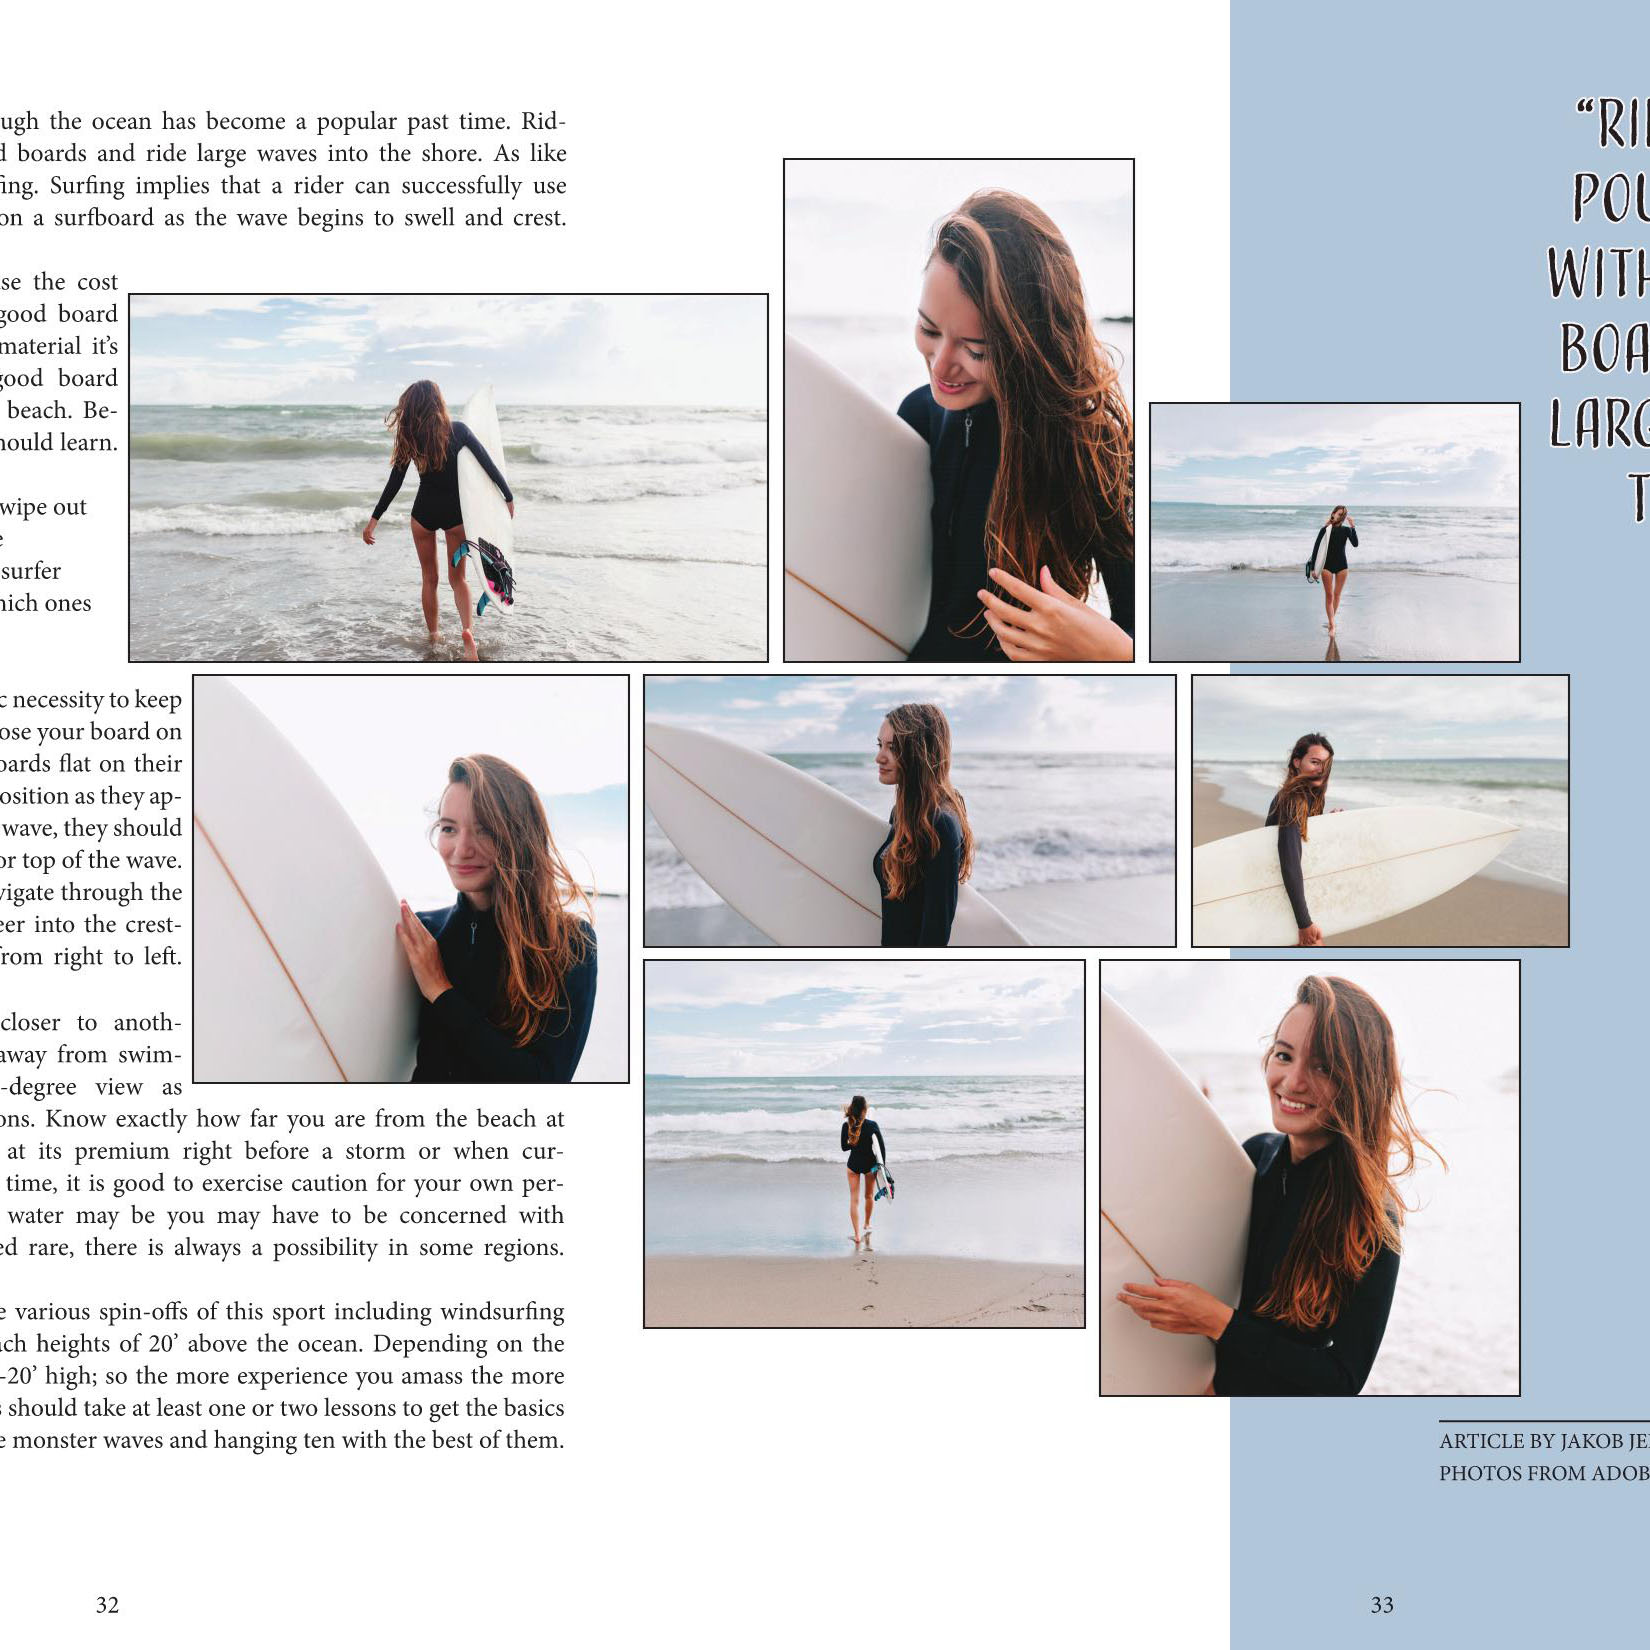 ugh the ocean has become a popular past time. Rid-
boards and ride large waves into the shore. As like
fing. Surfing implies that a rider can successfully use
on a surfboard as the wave begins to swell and crest.
se the cost
good board
material it's
good board
beach. Be-
hould learn.
wipe out
e
surfer
hich ones
c necessity to keep
ose your board on
oards flat on their
osition as they ap-
wave, they should
or top of the wave.
vigate through the
eer into the crest-
from right to left.
closer to anoth-
away from swim-
-degree view as
ons. Know exactly how far you are from the beach at
at its premium right before a storm or when cur-
time, it is good to exercise caution for your own per-
water may be you may have to be concerned with
ed rare, there is always a possibility in some regions.
e various spin-offs of this sport including windsurfing
ach heights of 20' above the ocean. Depending on the
-20' high; so the more experience you amass the more
s should take at least one or two lessons to get the basics
e monster waves and hanging ten with the best of them.
32
“RI
POU
WITH
BOA
LARG
T
ARTICLE BY JAKOB JE
PHOTOS FROM ADOB
33